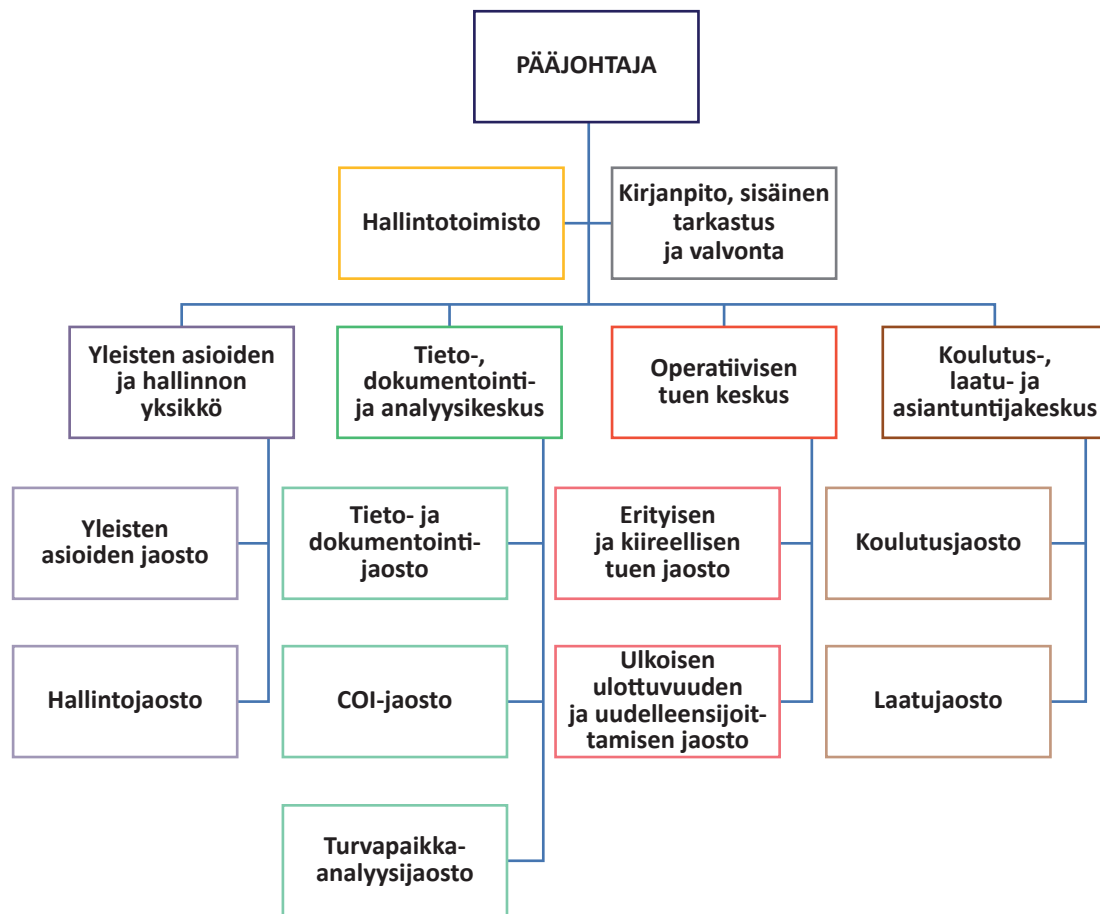 PÄÄJOHTAJA
Hallintotoimisto
Kirjanpito, sisäinen
tarkastus
ja valvonta
Yleisten asioiden
ja hallinnon
yksikkö
Tieto-,
dokumentointi-
ja analyysikeskus
Operatiivisen
tuen keskus
Koulutus-,
laatu- ja
asiantuntijakeskus
Yleisten
asioiden jaosto
Tieto- ja
dokumentointi-
jaosto
Erityisen
ja kiireellisen
tuen jaosto
Koulutusjaosto
Hallintojaosto
COI-jaosto
Ulkoisen
ulottuvuuden
ja uudelleensijoit-
tamisen jaosto
Laatujaosto
Turvapaikka-
analyysijaosto